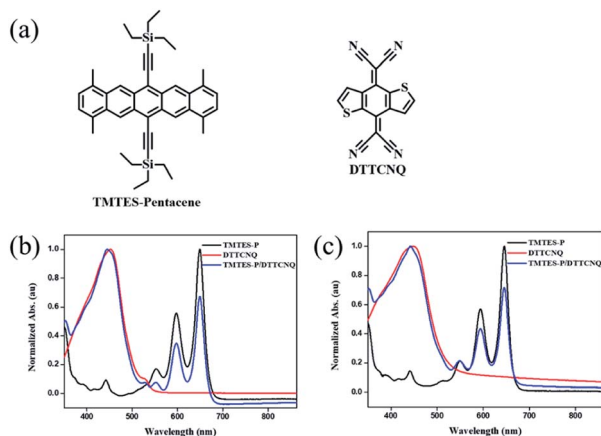 (a)
Si
Si
TMTES-Pentacene
N
N
S
S
N
N
DTTCNQ
(b)
TMTES-P
DTTCNQ
TMTES-P/DTTCNQ
1.0
0.8
0.6
0.4
0.2
0.0
Normalized Abs. (au)
400 500 600 700 800
Wavelength (nm)
(c)
TMTES-P
DTTCNQ
TMTES-P/DTTCNQ
1.0
0.8
0.6
0.4
0.2
0.0
Normalized Abs. (au)
400 500 600 700 800
Wavelength (nm)